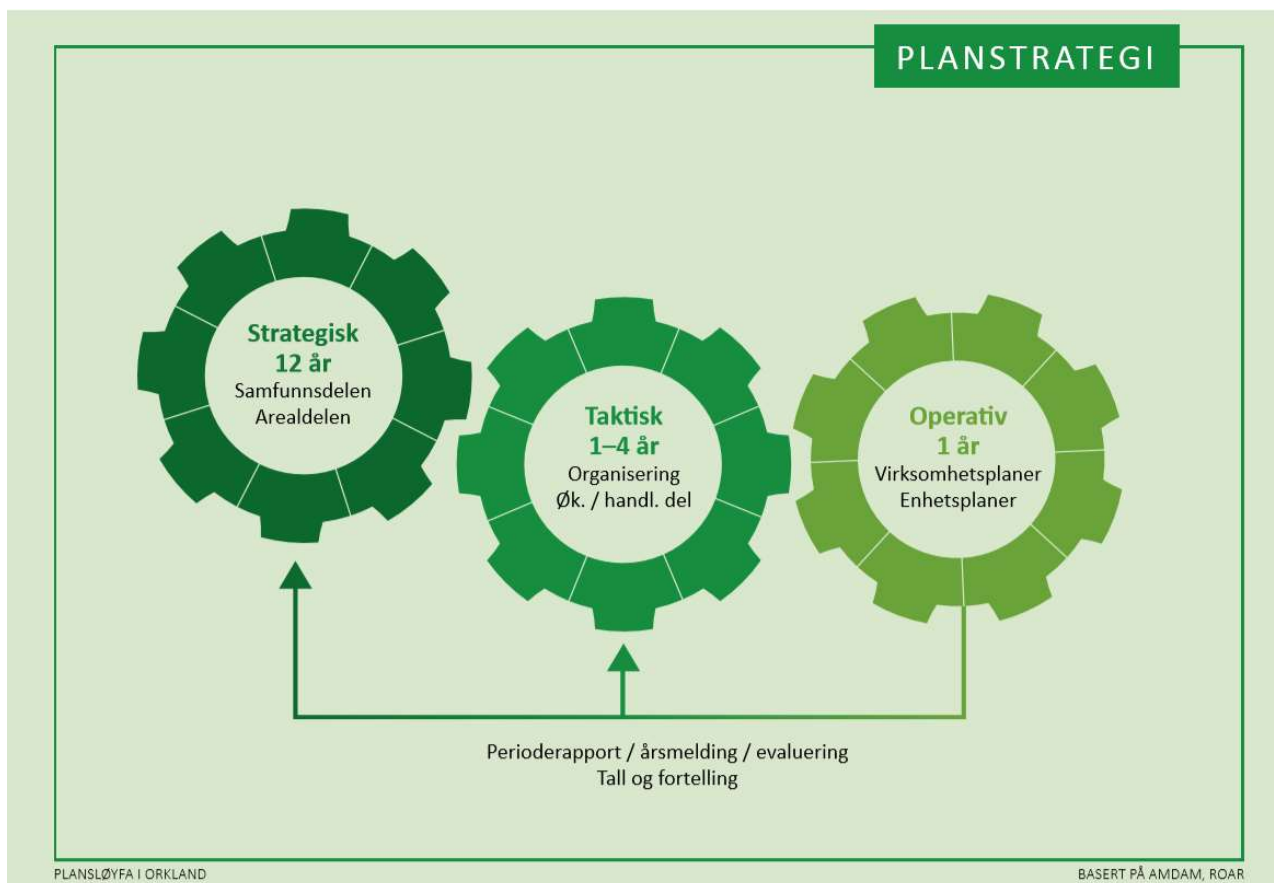 PLANSTRATEGI
Strategisk
12 år
Samfunnsdelen
Arealdelen
Taktisk
1–4 år
Organisering
Øk. / handl. del
Operativ
1 år
Virksomhetsplaner
Enhetsplaner
Perioderapport / årsmelding / evaluering
Tall og fortelling
PLANSLØYFA I ORKLAND
BASERT PÅ AMDAM, ROAR